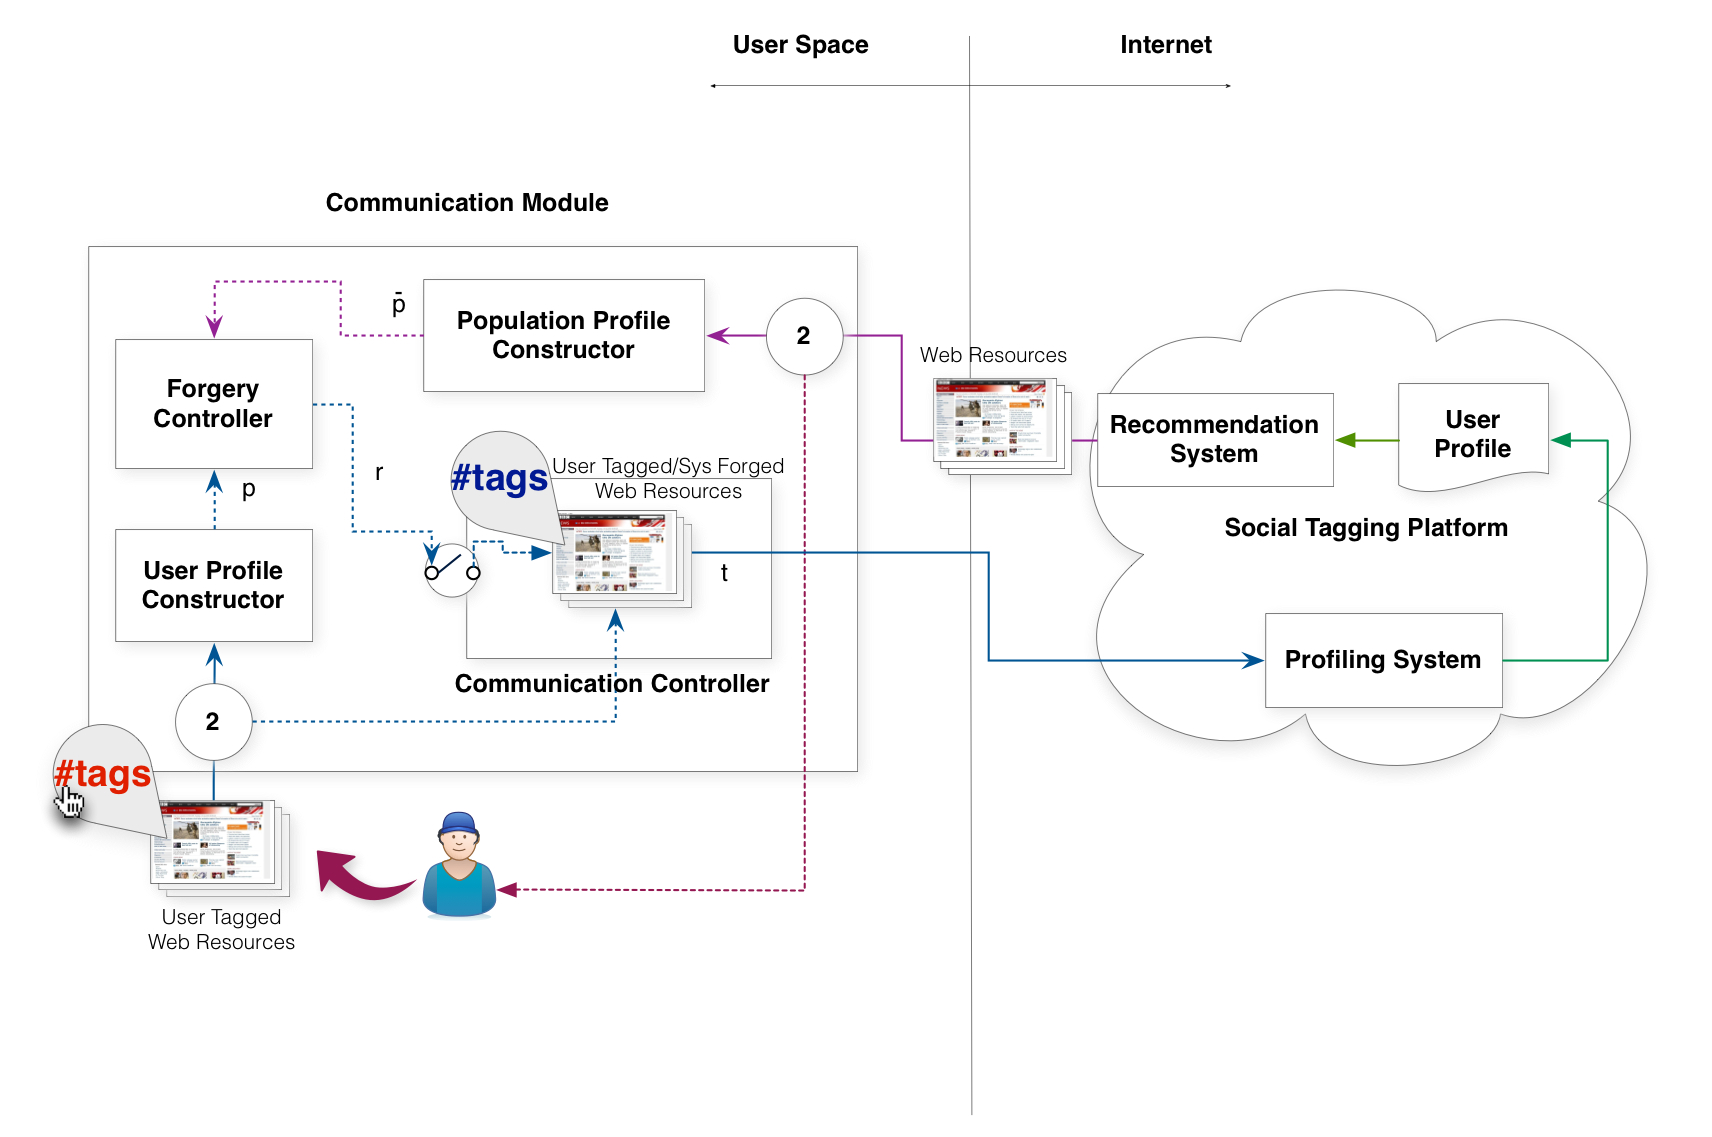 User Space
Internet
Communication Module
p̄
Population Profile
Constructor
2
Web Resources
Forgery
Controller
Recommendation
System
User
Profile
#tags
User Tagged/Sys Forged
Web Resources
r
p
Social Tagging Platform
User Profile
Constructor
t
Profiling System
Communication Controller
2
#tags
User Tagged
Web Resources